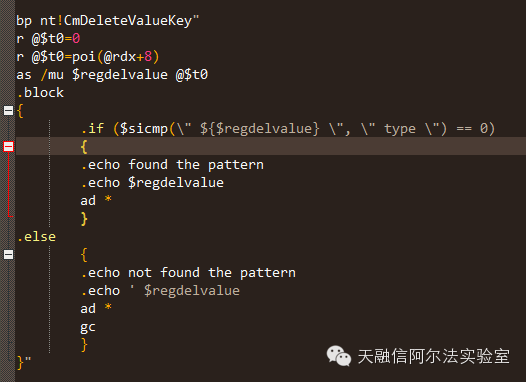 bp nt!CmDeleteValueKey"
r @$t0=0
r @$t0=poi(@rdx+8)
as /mu $regdelvalue @$t0
.block
{
.if ($sicmp(\" ${$regdelvalue} \", \" type \") == 0)
{
.echo found the pattern
.echo $regdelvalue
ad *
}
.else
{
.echo not found the pattern
.echo ' $regdelvalue
ad *
gc
}
}"
天融信阿尔法实验室